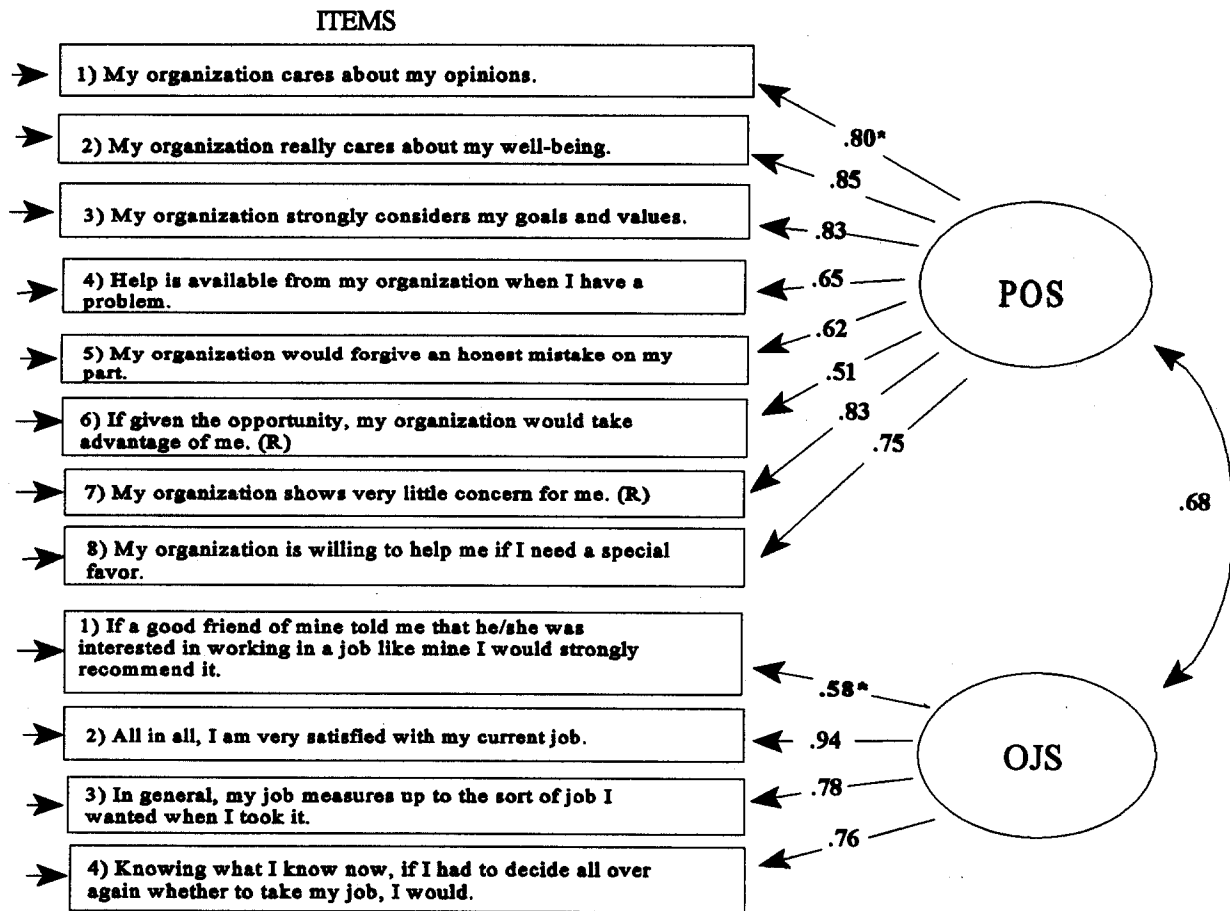 ITEMS
1) My organization cares about my opinions.
2) My organization really cares about my well-being.
3) My organization strongly considers my goals and values.
4) Help is available from my organization when I have a
problem.
5) My organization would forgive an honest mistake on my
part.
6) If given the opportunity, my organization would take
advantage of me. (R)
7) My organization shows very little concern for me. (R)
8) My organization is willing to help me if I need a special
favor.
.80*
.85
.83
.65
.62
.51
.83
.75
POS
.68
1) If a good friend of mine told me that he/she was
interested in working in a job like mine I would strongly
recommend it.
2) All in all, I am very satisfied with my current job.
3) In general, my job measures up to the sort of job I
wanted when I took it.
4) Knowing what I know now, if I had to decide all over
again whether to take my job, I would.
.58*
.94
.78
.76
OJS